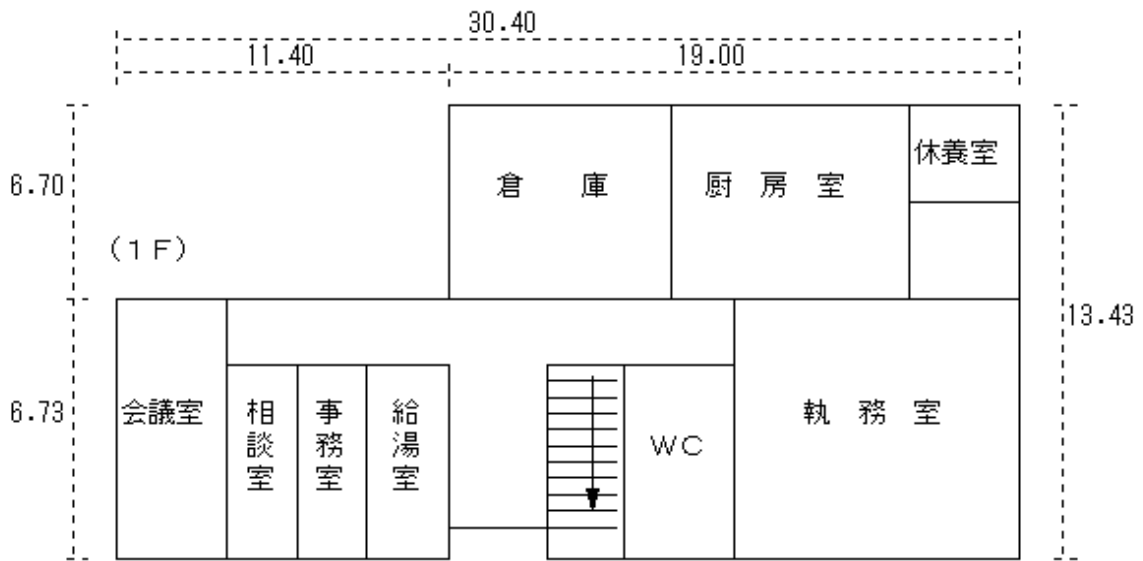 30.40
11.40
19.00
6.70
倉庫
厨房室
休養室
(1F)
13.43
6.73
会議室
相談室
事務室
給湯室
WC
執務室